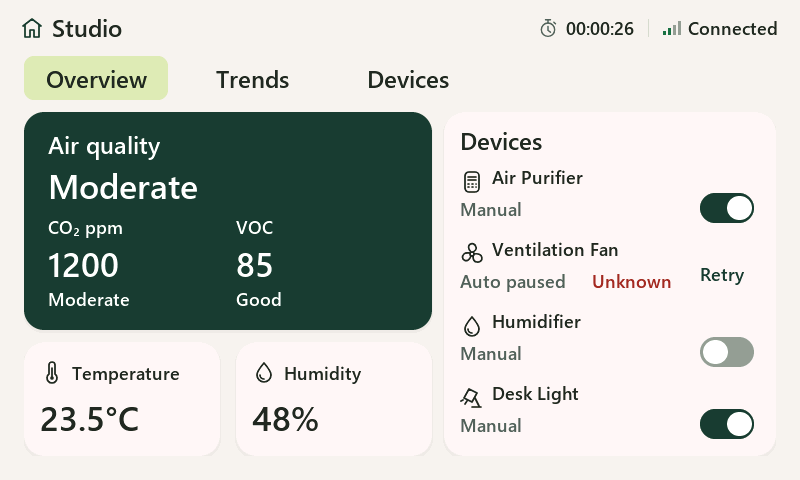 Studio
00:00:26 Connected
Overview Trends Devices
Air quality
Moderate
CO₂ ppm VOC
1200 85
Moderate Good
Temperature
23.5°C
Humidity
48%
Devices
Air Purifier
Manual
Ventilation Fan
Auto paused Unknown Retry
Humidifier
Manual
Desk Light
Manual